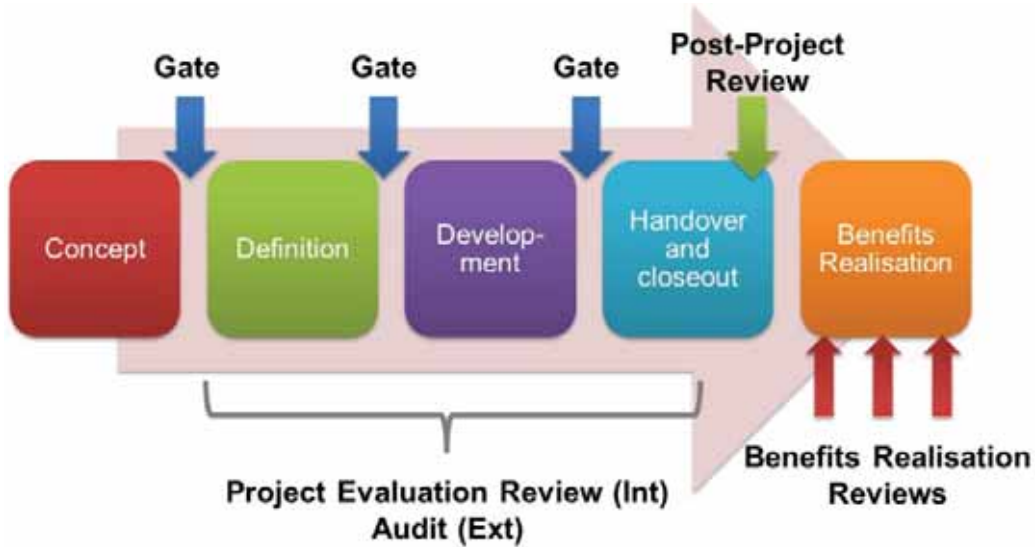 Post-Project
Review
Gate
Gate
Gate
Concept
Definition
Develop-
ment
Handover
and
closeout
Benefits
Realisation
Project Evaluation Review (Int)
Audit (Ext)
Benefits Realisation
Reviews